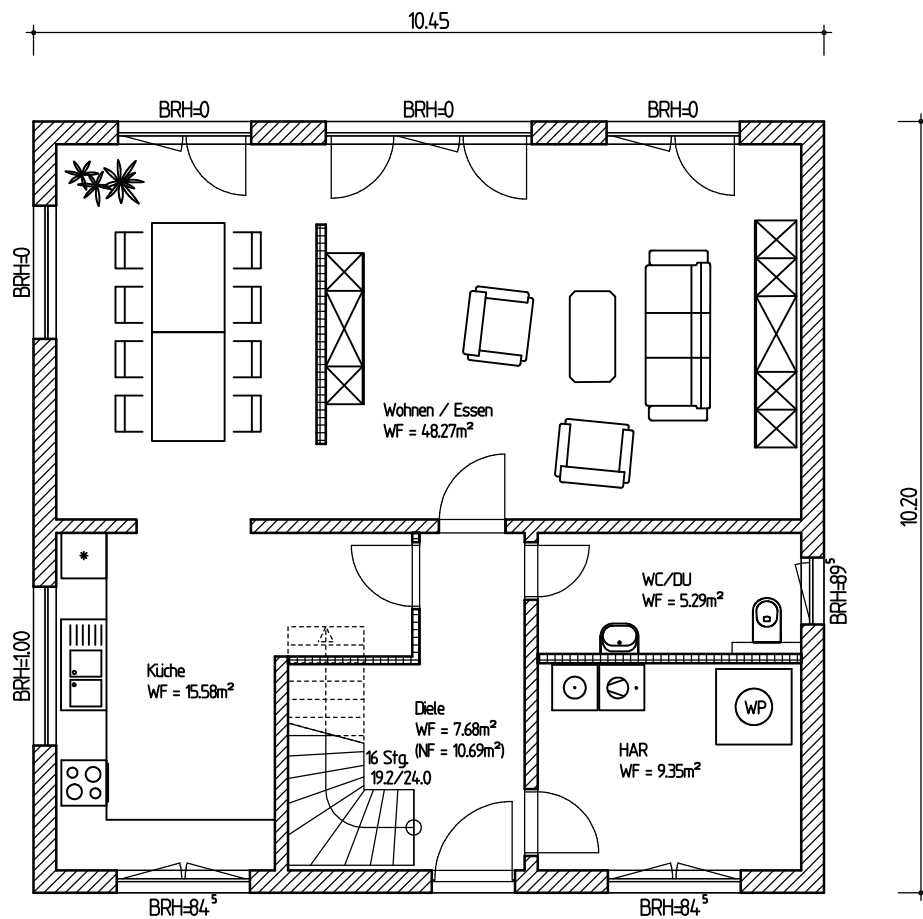 10.45
BRH=0
BRH=0
BRH=0
BRH=0
Wohnen / Essen
WF = 48.27m²
10.20
WC/DU
WF = 5.29m²
BRH=89⁵
BRH=1.00
Küche
WF = 15.58m²
Diele
WF = 7.68m²
(NF = 10.69m²)
16 Stg.
19.2/24.0
WP
HAR
WF = 9.35m²
BRH=84⁵
BRH=84⁵